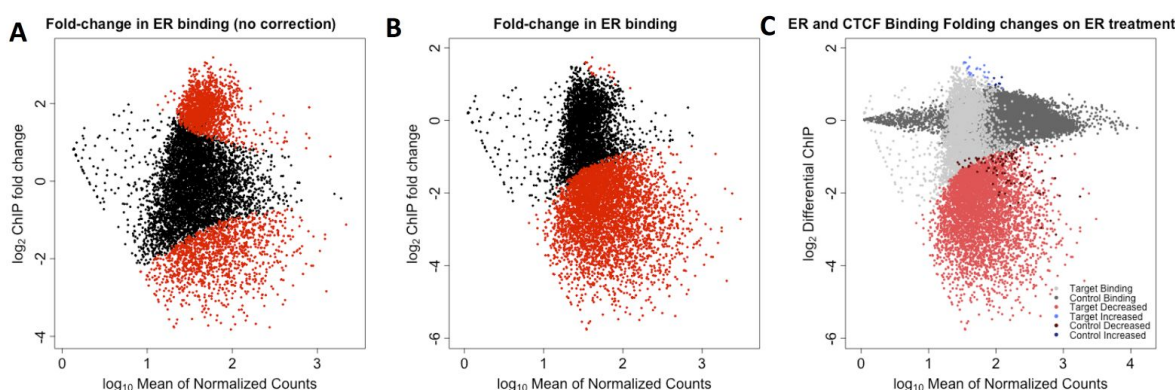 A
Fold-change in ER binding (no correction)
log2 ChIP fold change
2
0
-2
-4
0
1
2
3
log10 Mean of Normalized Counts
B
Fold-change in ER binding
log2 ChIP fold change
2
0
-2
-4
-6
0
1
2
3
log10 Mean of Normalized Counts
C
ER and CTCF Binding Folding changes on ER treatment
log2 Differential ChIP
2
0
-2
-4
-6
0
1
2
3
4
log10 Mean of Normalized Counts
Target Binding
Control Binding
Target Decreased
Target Increased
Control Decreased
Control Increased